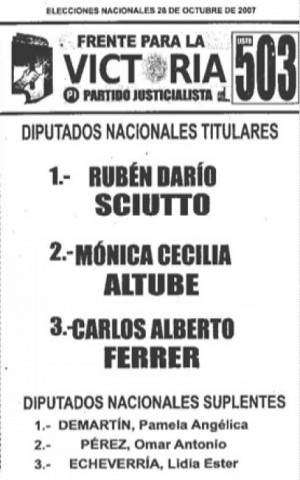 ELECCIONES NACIONALES 28 DE OCTUBRE DE 2007
FRENTE PARA LA
VICTORIA
PJ PARTIDO JUSTICIALISTA
LISTA
503
DIPUTADOS NACIONALES TITULARES
1.- RUBÉN DARÍO
SCIUTTO
2.- MÓNICA CECILIA
ALTUBE
3.- CARLOS ALBERTO
FERRER
DIPUTADOS NACIONALES SUPLENTES
1.- DEMARTÍN, Pamela Angélica
2.- PÉREZ, Omar Antonio
3.- ECHEVERRÍA, Lidia Ester